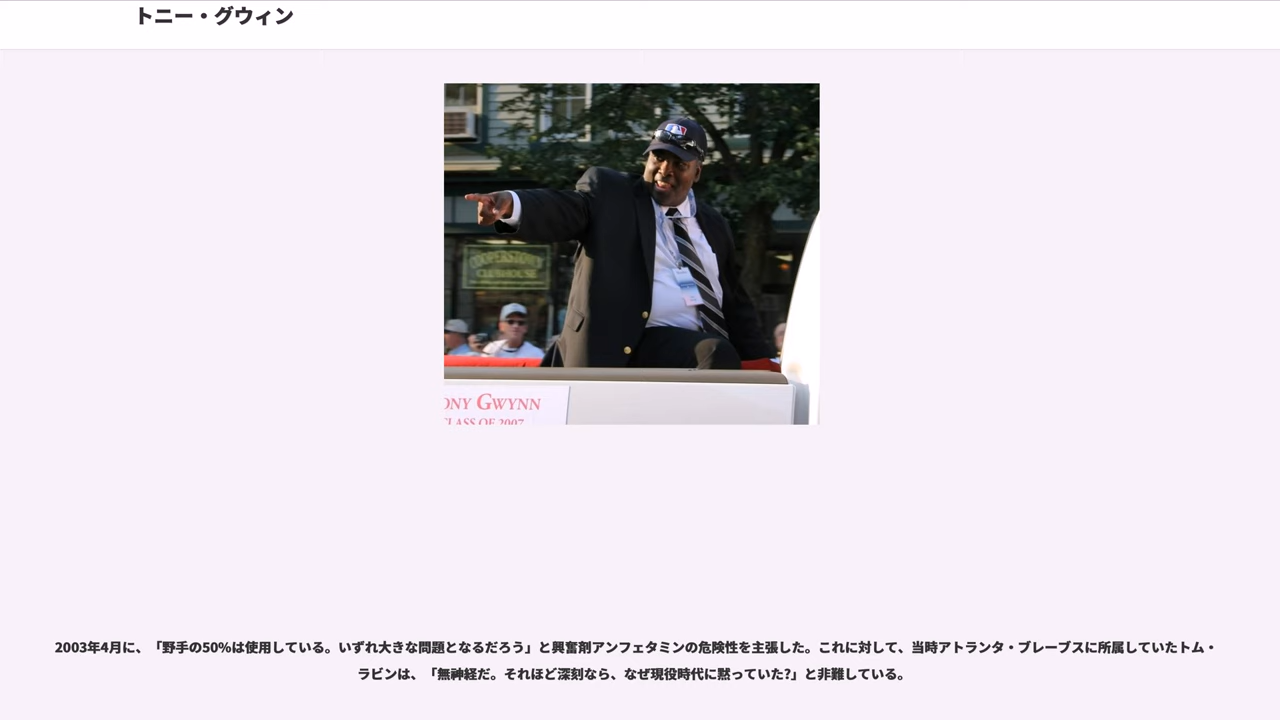 トニー・グウィン
COOPERSTOWN
CLUBHOUSE
ONY GWYNN
CLASS OF 2007
2003年4月に、「野手の50%は使用している。いずれ大きな問題となるだろう」と興奮剤アンフェタミンの危険性を主張した。これに対して、当時アトランタ・ブレーブスに所属していたトム・
ラビンは、「無神経だ。それほど深刻なら、なぜ現役時代に黙っていた?」と非難している。